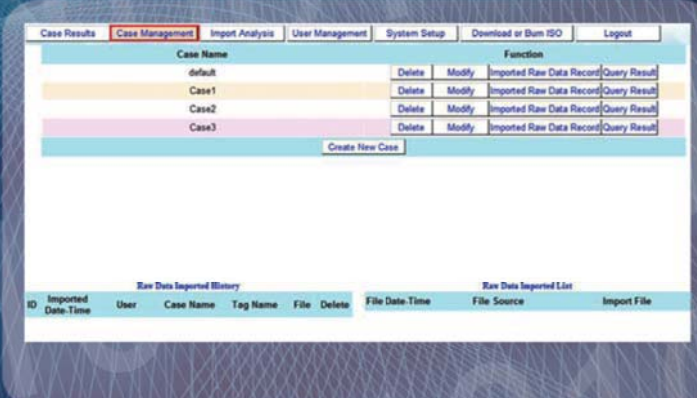 Case Results Case Management Import Analysis User Management System Setup Download or Burn ISO Logout
Case Name Function
default Delete Modify Imported Raw Data Record Query Result
Case1 Delete Modify Imported Raw Data Record Query Result
Case2 Delete Modify Imported Raw Data Record Query Result
Case3 Delete Modify Imported Raw Data Record Query Result
Create New Case
Raw Data Imported History Raw Data Imported List
ID Imported Date-Time User Case Name Tag Name File Delete File Date-Time File Source Import File